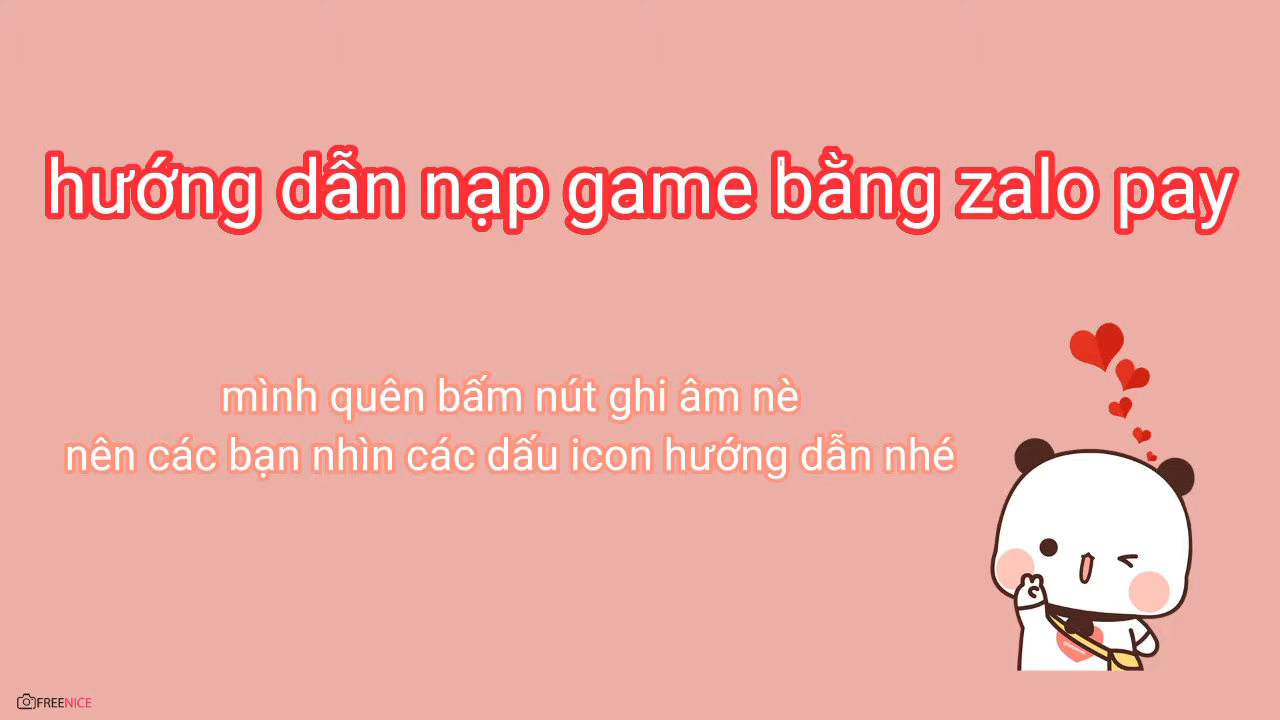 hướng dẫn nạp game bằng zalo pay
mình quên bấm nút ghi âm nè
nên các bạn nhìn các dấu icon hướng dẫn nhé
FREENICE